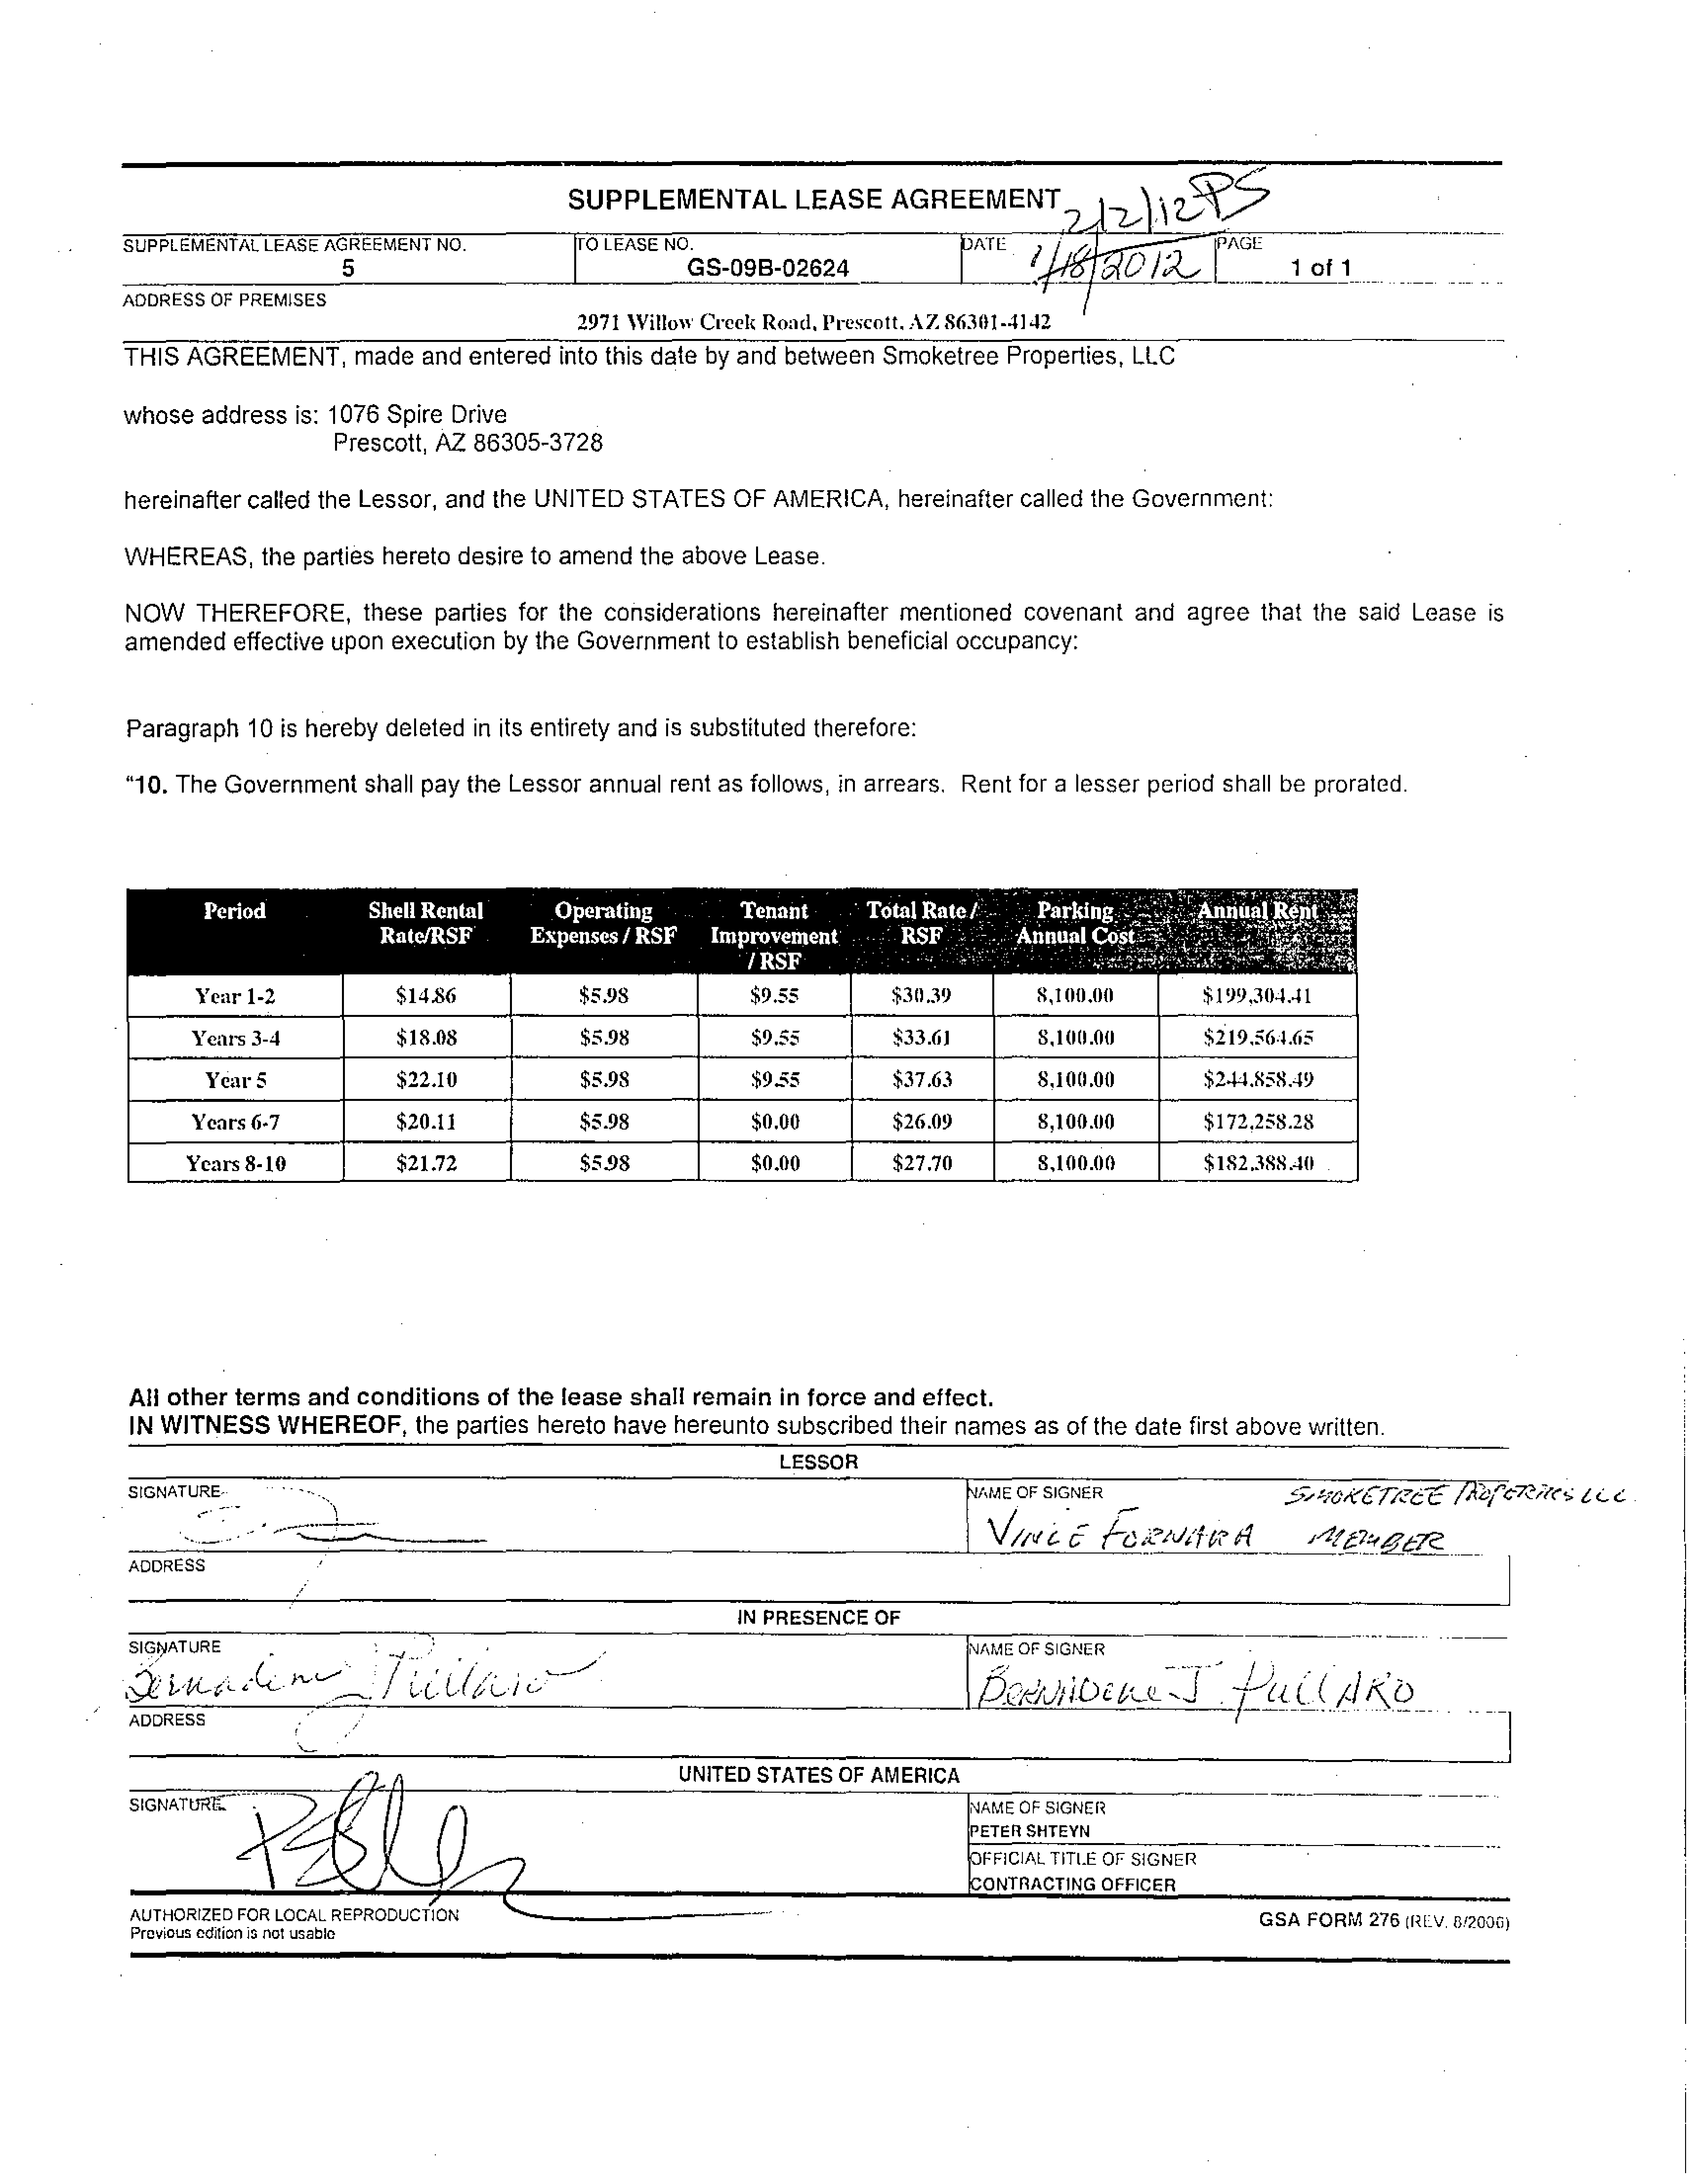 SUPPLEMENTAL LEASE AGREEMENT 2/2/12 PS
SUPPLEMENTAL LEASE AGREEMENT NO. TO LEASE NO. DATE PAGE
5 GS-09B-02624 1/18/2012 1 of 1
ADDRESS OF PREMISES
2971 Willow Creek Road, Prescott, AZ 86301-4142
THIS AGREEMENT, made and entered into this date by and between Smoketree Properties, LLC
whose address is: 1076 Spire Drive
Prescott, AZ 86305-3728
hereinafter called the Lessor, and the UNITED STATES OF AMERICA, hereinafter called the Government:
WHEREAS, the parties hereto desire to amend the above Lease.
NOW THEREFORE, these parties for the considerations hereinafter mentioned covenant and agree that the said Lease is
amended effective upon execution by the Government to establish beneficial occupancy:
Paragraph 10 is hereby deleted in its entirety and is substituted therefore:
“10. The Government shall pay the Lessor annual rent as follows, in arrears. Rent for a lesser period shall be prorated.
Period Shell Rental Operating Tenant Total Rate / Parking Annual Rent
Rate/RSF Expenses / RSF Improvement RSF Annual Cost
/ RSF
Year 1-2 $14.86 $5.98 $9.55 $30.39 8,100.00 $199,304.41
Years 3-4 $18.08 $5.98 $9.55 $33.61 8,100.00 $219,564.65
Year 5 $22.10 $5.98 $9.55 $37.63 8,100.00 $244,858.49
Years 6-7 $20.11 $5.98 $0.00 $26.09 8,100.00 $172,258.28
Years 8-10 $21.72 $5.98 $0.00 $27.70 8,100.00 $182,388.40
All other terms and conditions of the lease shall remain in force and effect.
IN WITNESS WHEREOF, the parties hereto have hereunto subscribed their names as of the date first above written.
LESSOR
SIGNATURE NAME OF SIGNER SMOKETREE PROPERTIES LLC
VINCE FORNARA MEMBER
ADDRESS
IN PRESENCE OF
SIGNATURE NAME OF SIGNER
Bernadene J Pullaro BERNADENE J. PULLARO
ADDRESS
UNITED STATES OF AMERICA
SIGNATURE NAME OF SIGNER
PETER SHTEYN
OFFICIAL TITLE OF SIGNER
CONTRACTING OFFICER
AUTHORIZED FOR LOCAL REPRODUCTION
Previous edition is not usable
GSA FORM 276 (REV. 8/2006)